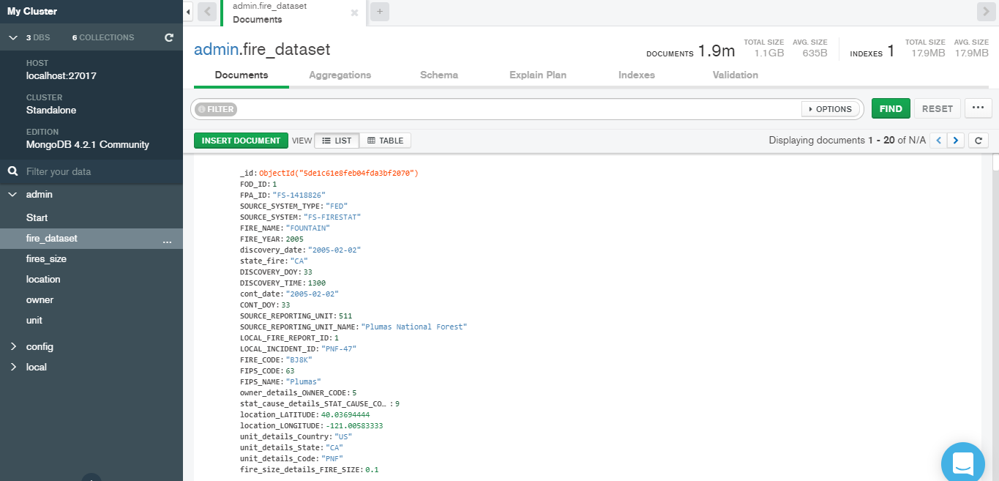 My Cluster
3 DBS 6 COLLECTIONS
HOST
localhost:27017
CLUSTER
Standalone
EDITION
MongoDB 4.2.1 Community
Filter your data
admin
Start
fire_dataset ...
fires_size
location
owner
unit
config
local
admin.fire_dataset
Documents
admin.fire_dataset
DOCUMENTS 1.9m TOTAL SIZE 1.1GB AVG. SIZE 635B INDEXES 1 TOTAL SIZE 17.9MB AVG. SIZE 17.9MB
Documents Aggregations Schema Explain Plan Indexes Validation
FILTER OPTIONS FIND RESET ...
INSERT DOCUMENT VIEW LIST TABLE Displaying documents 1 - 20 of N/A
_id: ObjectId("5de1c61e8feb04fda3bf2070")
FOD_ID: 1
FPA_ID: "FS-1418826"
SOURCE_SYSTEM_TYPE: "FED"
SOURCE_SYSTEM: "FS-FIRESTAT"
FIRE_NAME: "FOUNTAIN"
FIRE_YEAR: 2005
discovery_date: "2005-02-02"
state_fire: "CA"
DISCOVERY_DOY: 33
DISCOVERY_TIME: 1300
cont_date: "2005-02-02"
CONT_DOY: 33
SOURCE_REPORTING_UNIT: 511
SOURCE_REPORTING_UNIT_NAME: "Plumas National Forest"
LOCAL_FIRE_REPORT_ID: 1
LOCAL_INCIDENT_ID: "PNF-47"
FIRE_CODE: "BJ8K"
FIPS_CODE: 63
FIPS_NAME: "Plumas"
owner_details_OWNER_CODE: 5
stat_cause_details_STAT_CAUSE_CO… : 9
location_LATITUDE: 40.03694444
location_LONGITUDE: -121.00583333
unit_details_Country: "US"
unit_details_State: "CA"
unit_details_Code: "PNF"
fire_size_details_FIRE_SIZE: 0.1